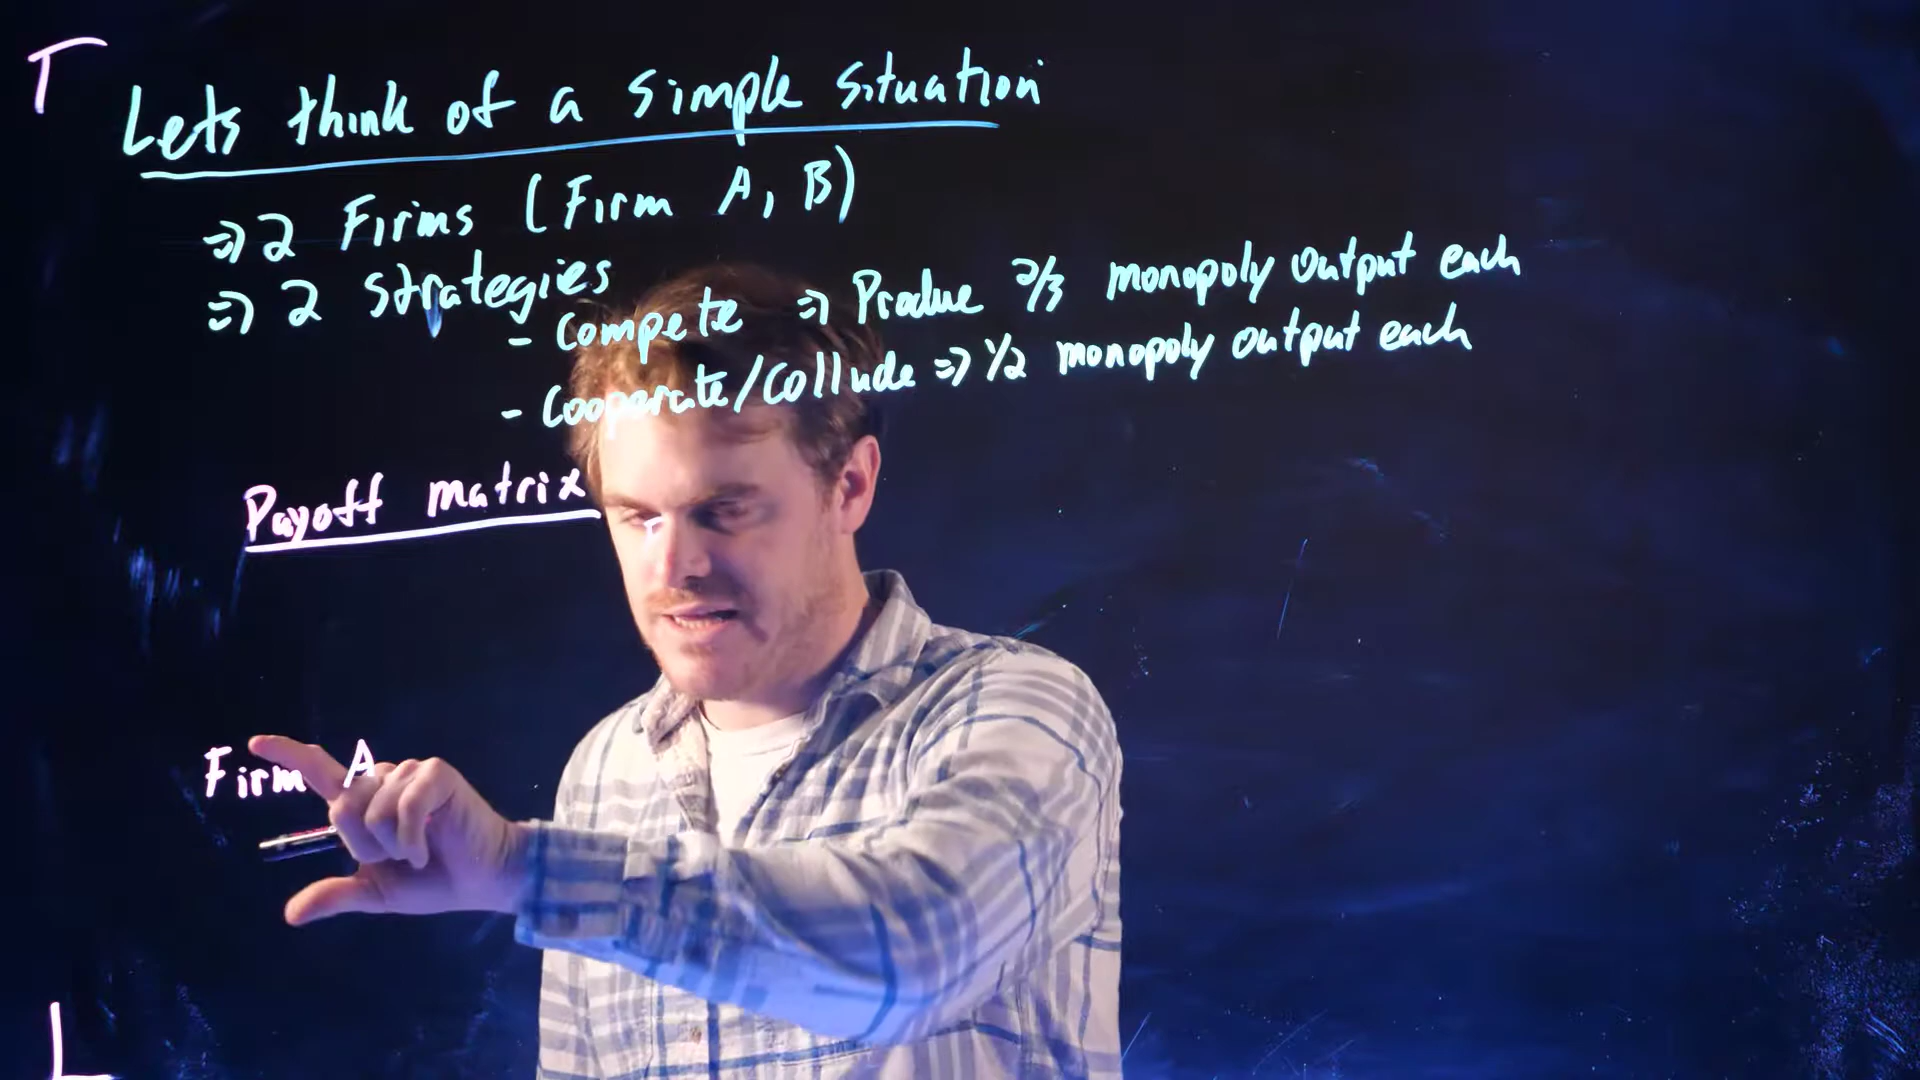 Lets think of a simple situation
⇒ 2 Firms (Firm A, B)
⇒ 2 Strategies
- Compete ⇒ Produe 2/3 monopoly output each
- Cooperate/Collude ⇒ 1/2 monopoly output each
Payoff matrix
Firm A